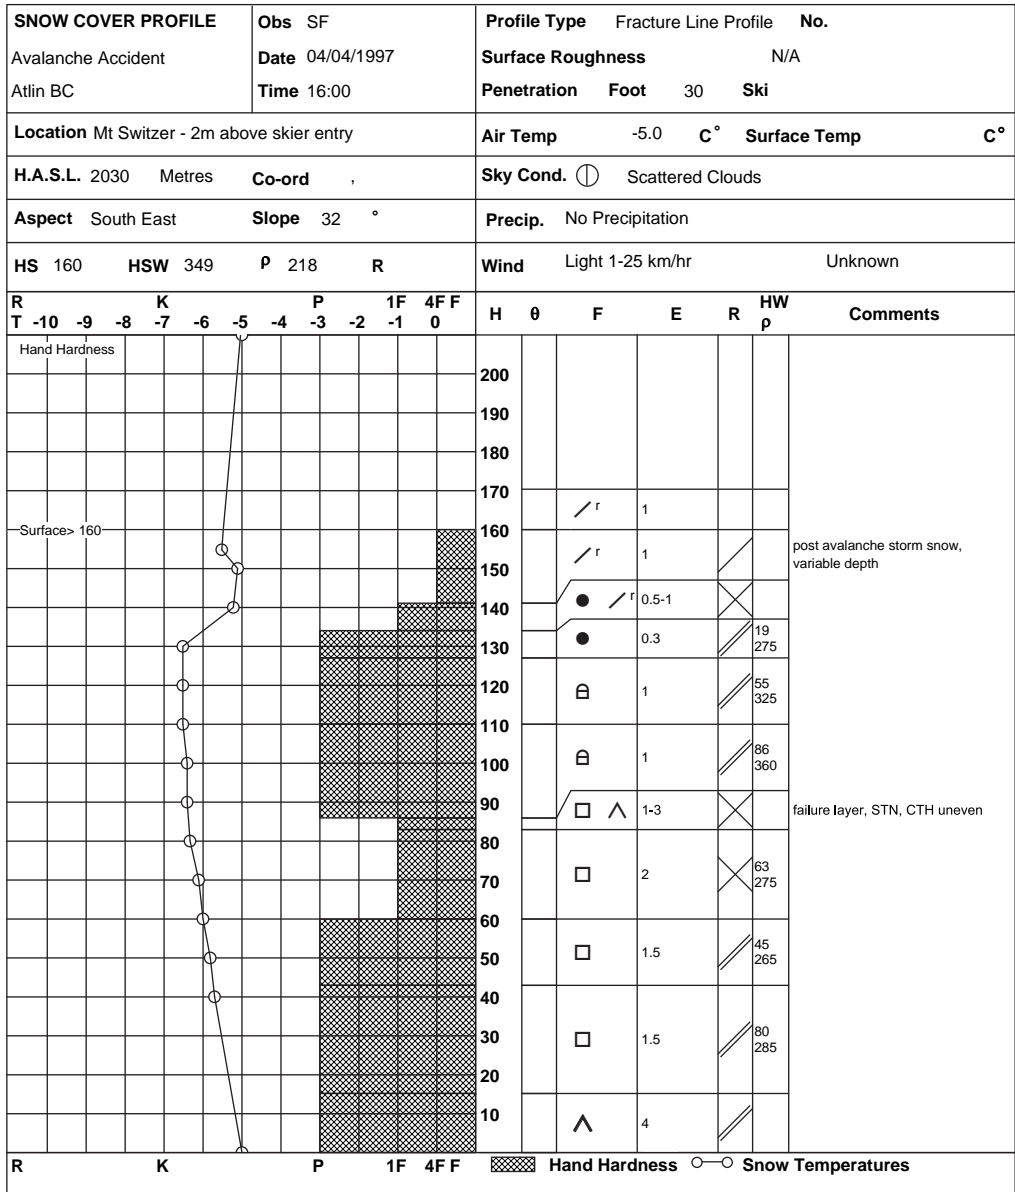 SNOW COVER PROFILE Obs SF Profile Type Fracture Line Profile No.
Avalanche Accident Date 04/04/1997 Surface Roughness N/A
Atlin BC Time 16:00 Penetration Foot 30 Ski
Location Mt Switzer - 2m above skier entry Air Temp -5.0 C° Surface Temp C°
H.A.S.L. 2030 Metres Co-ord , Sky Cond. Scattered Clouds
Aspect South East Slope 32 ° Precip. No Precipitation
HS 160 HSW 349 ρ 218 R Wind Light 1-25 km/hr Unknown
R K P 1F 4F F HW
T -10 -9 -8 -7 -6 -5 -4 -3 -2 -1 0 H θ F E R ρ Comments
Hand Hardness
200
190
180
170
r 1
Surface> 160 160
r 1 post avalanche storm snow,
variable depth
150
140 r 0.5-1
0.3 19
130 275
120 1 55
325
110
100 1 86
360
90 1-3 failure layer, STN, CTH uneven
80
70 2 63
275
60
50 1.5 45
265
40
30 1.5 80
285
20
10 4
R K P 1F 4F F Hand Hardness Snow Temperatures